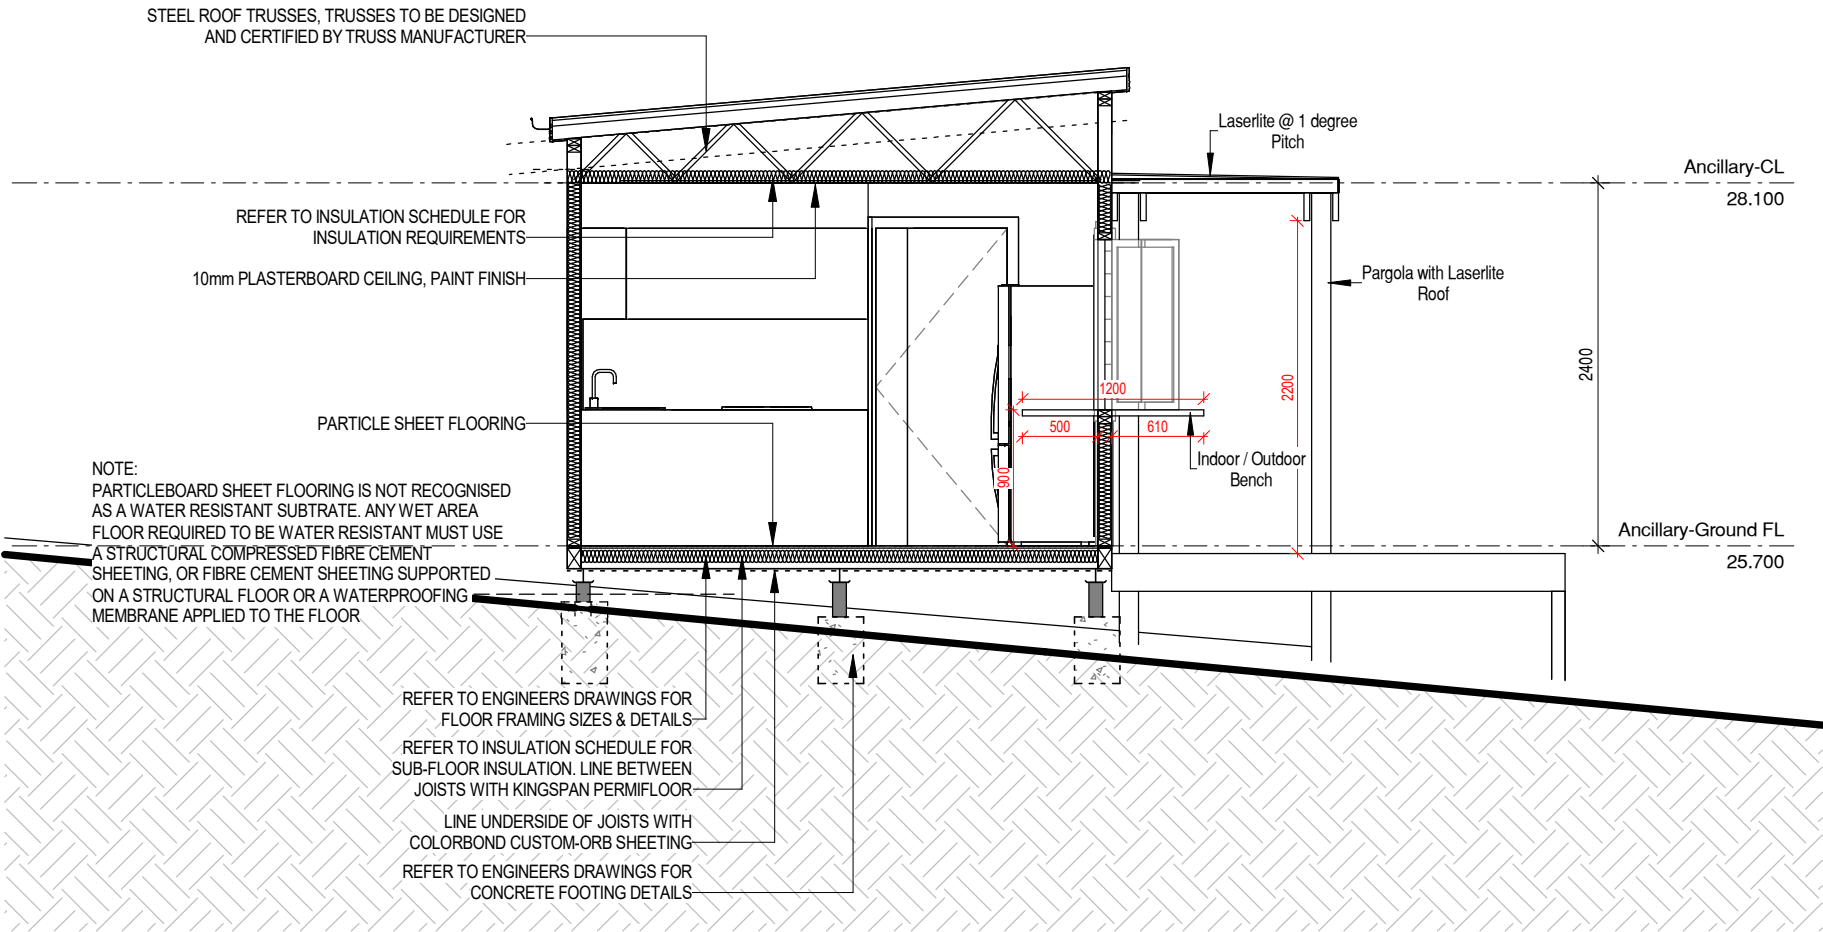 STEEL ROOF TRUSSES, TRUSSES TO BE DESIGNED
AND CERTIFIED BY TRUSS MANUFACTURER
Laserlite @ 1 degree
Pitch
Ancillary-CL
28.100
REFER TO INSULATION SCHEDULE FOR
INSULATION REQUIREMENTS
10mm PLASTERBOARD CEILING, PAINT FINISH
Pargola with Laserlite
Roof
2400
2200
1200
500
610
900
Indoor / Outdoor
Bench
PARTICLE SHEET FLOORING
NOTE:
PARTICLEBOARD SHEET FLOORING IS NOT RECOGNISED
AS A WATER RESISTANT SUBTRATE. ANY WET AREA
FLOOR REQUIRED TO BE WATER RESISTANT MUST USE
A STRUCTURAL COMPRESSED FIBRE CEMENT
SHEETING, OR FIBRE CEMENT SHEETING SUPPORTED
ON A STRUCTURAL FLOOR OR A WATERPROOFING
MEMBRANE APPLIED TO THE FLOOR
Ancillary-Ground FL
25.700
REFER TO ENGINEERS DRAWINGS FOR
FLOOR FRAMING SIZES & DETAILS
REFER TO INSULATION SCHEDULE FOR
SUB-FLOOR INSULATION. LINE BETWEEN
JOISTS WITH KINGSPAN PERMIFLOOR
LINE UNDERSIDE OF JOISTS WITH
COLORBOND CUSTOM-ORB SHEETING
REFER TO ENGINEERS DRAWINGS FOR
CONCRETE FOOTING DETAILS